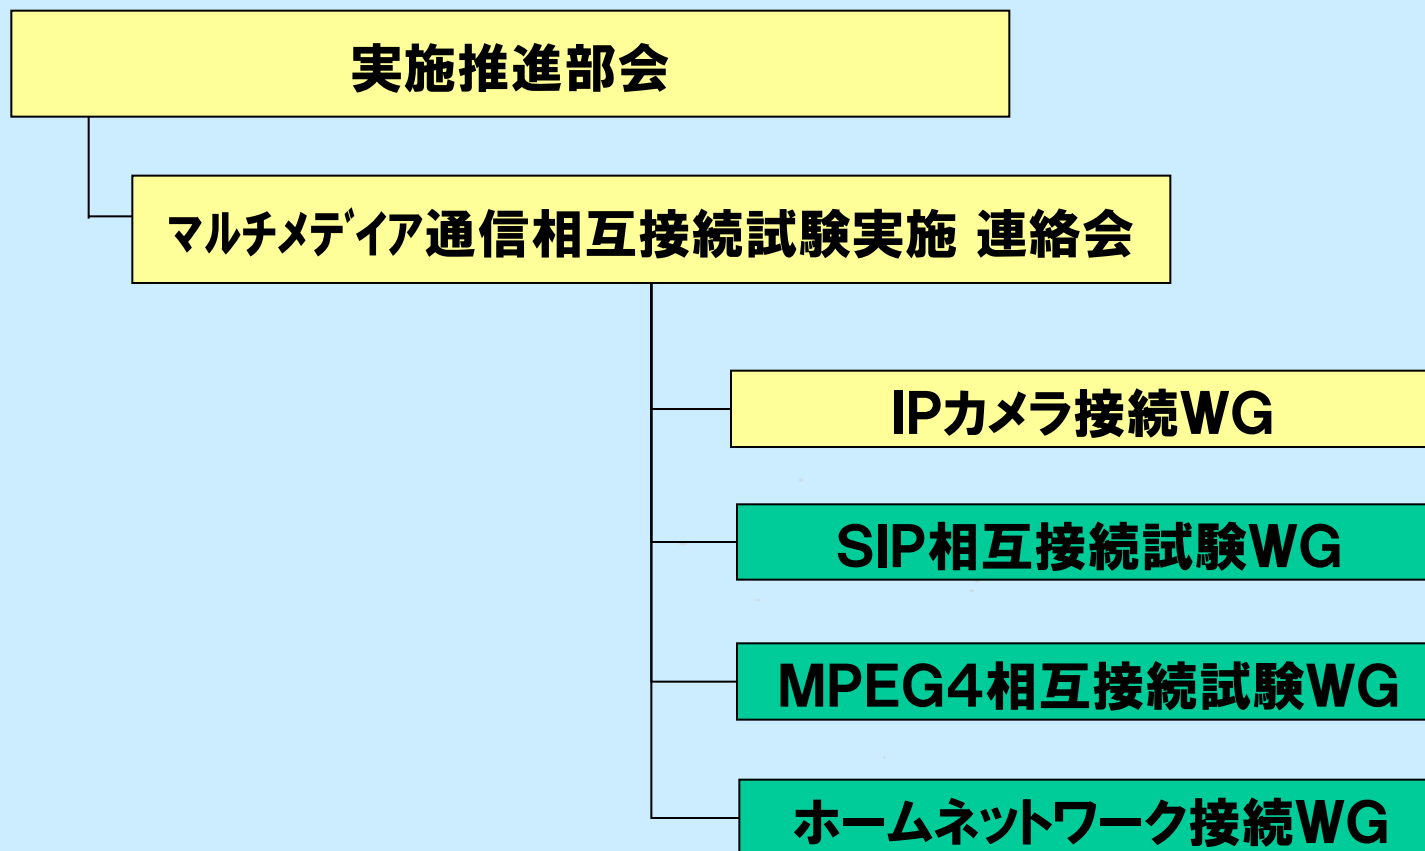 実施推進部会
マルチメデイア通信相互接続試験実施 連絡会
IPカメラ接続WG
SIP相互接続試験WG
MPEG4相互接続試験WG
ホームネットワーク接続WG